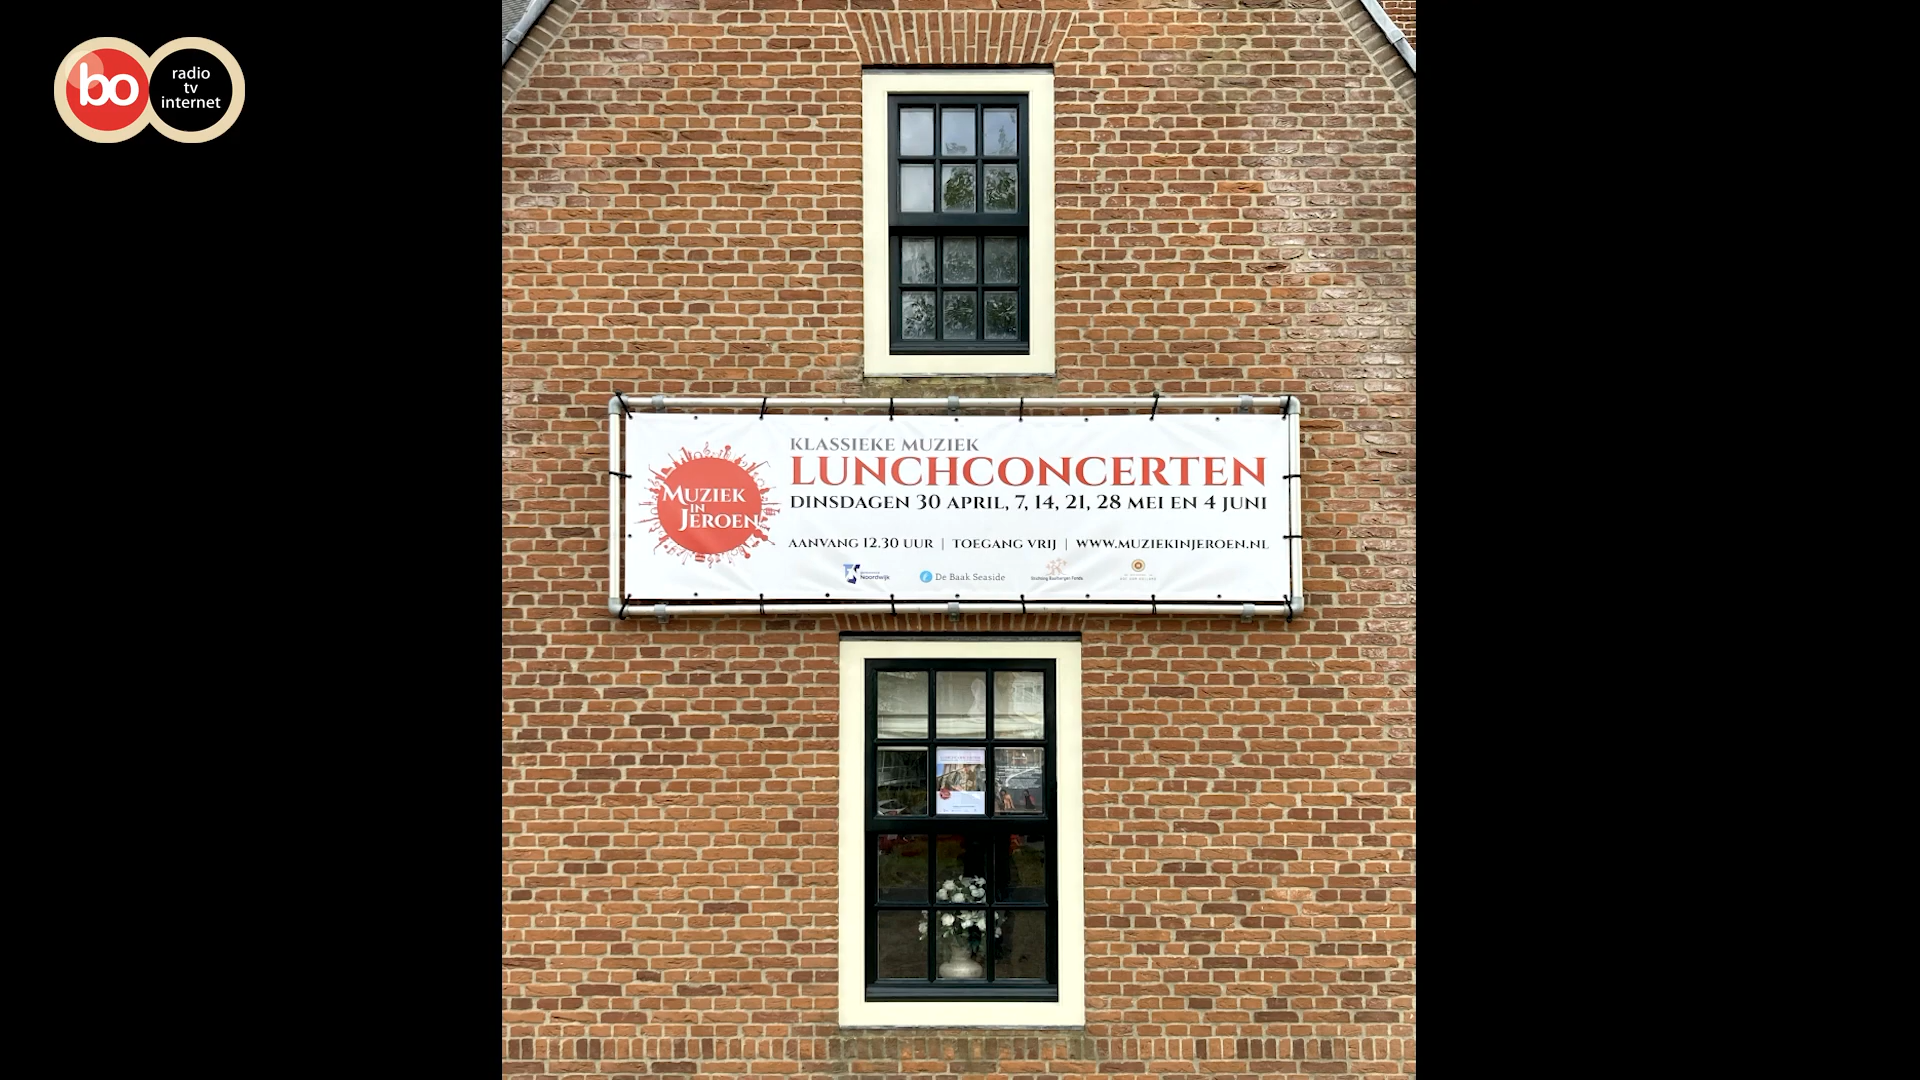 bo
radio
tv
internet
KLASSIEKE MUZIEK
LUNCHCONCERTEN
DINSDAGEN 30 APRIL, 7, 14, 21, 28 MEI EN 4 JUNI
MUZIEK
IN
JEROEN
AANVANG 12.30 UUR | TOEGANG VRIJ | WWW.MUZIEKINJEROEN.NL
Noordwijk
De Baak Seaside